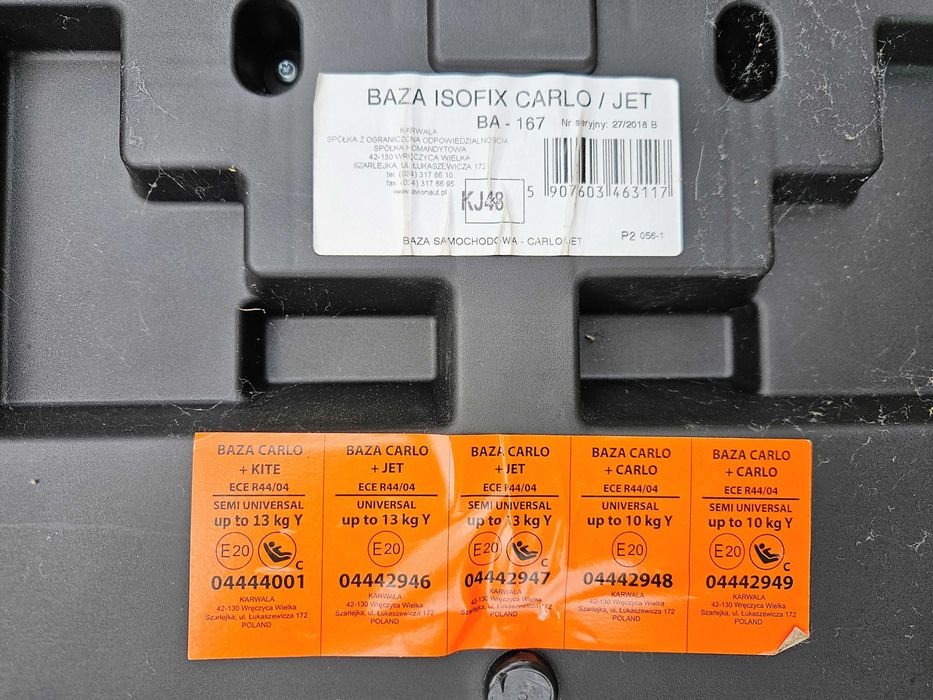 BAZA ISOFIX CARLO / JET
BA - 167 Nr seryjny: 27/2018 B
KARWALA
SPÓŁKA Z OGRANICZONĄ ODPOWIEDZIALNOŚCIĄ
SPÓŁKA KOMANDYTOWA
42-130 WRĘCZYCA WIELKA
SZARLEJKA, UL. ŁUKASZEWICZA 172
tel (034) 317 66 10
fax (034) 317 66 95
www.avionaut.pl
KJ48
5 907603 463117
BAZA SAMOCHODOWA - CARLO/JET
P2 056-1
BAZA CARLO
+ KITE
ECE R44/04
SEMI UNIVERSAL
up to 13 kg Y
E20
C
04444001
KARWALA
42-130 Wręczyca Wielka
Szarlejka, ul. Łukaszewicza 172
POLAND
BAZA CARLO
+ JET
ECE R44/04
UNIVERSAL
up to 13 kg Y
E20
04442946
KARWALA
42-130 Wręczyca Wielka
Szarlejka, ul. Łukaszewicza 172
POLAND
BAZA CARLO
+ JET
ECE R44/04
SEMI UNIVERSAL
up to 13 kg Y
E20
C
04442947
KARWALA
42-130 Wręczyca Wielka
Szarlejka, ul. Łukaszewicza 172
POLAND
BAZA CARLO
+ CARLO
ECE R44/04
UNIVERSAL
up to 10 kg Y
E20
04442948
KARWALA
42-130 Wręczyca Wielka
Szarlejka, ul. Łukaszewicza 172
POLAND
BAZA CARLO
+ CARLO
ECE R44/04
SEMI UNIVERSAL
up to 10 kg Y
E20
C
04442949
KARWALA
42-130 Wręczyca Wielka
Szarlejka, ul. Łukaszewicza 172
POLAND